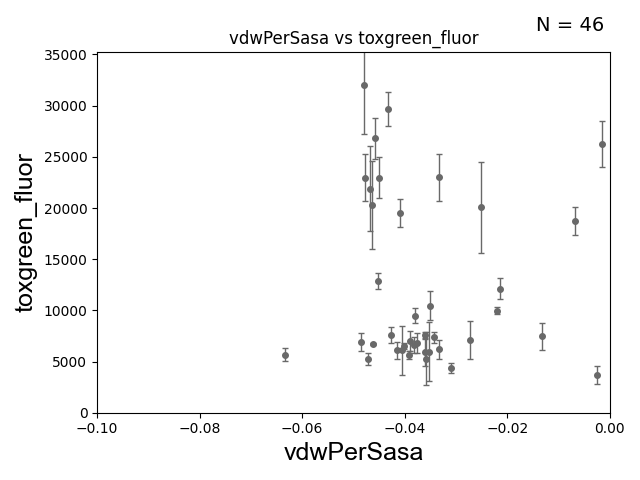 N = 46
vdwPerSasa vs toxgreen_fluor
35000
30000
25000
20000
15000
10000
5000
0
toxgreen_fluor
−0.10 −0.08 −0.06 −0.04 −0.02 0.00
vdwPerSasa